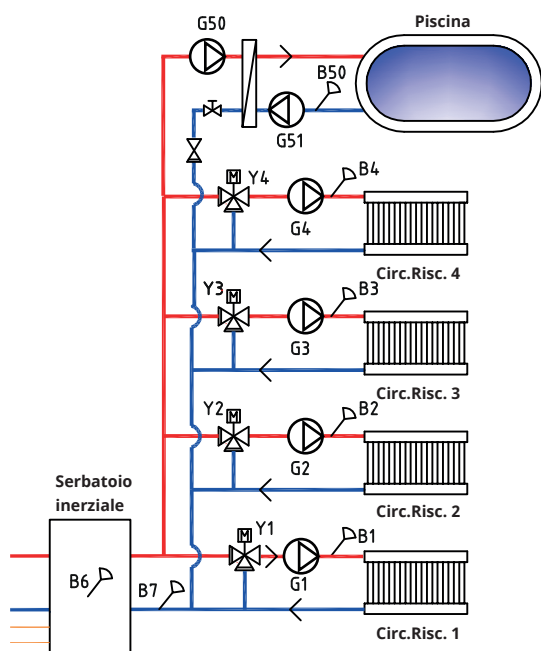 G50
Piscina
B50
G51
Y4
B4
M
G4
Circ.Risc. 4
Y3
B3
M
G3
Circ.Risc. 3
Y2
B2
M
G2
Circ.Risc. 2
Serbatoio
inerziale
Y1
B1
M
B6
B7
G1
Circ.Risc. 1